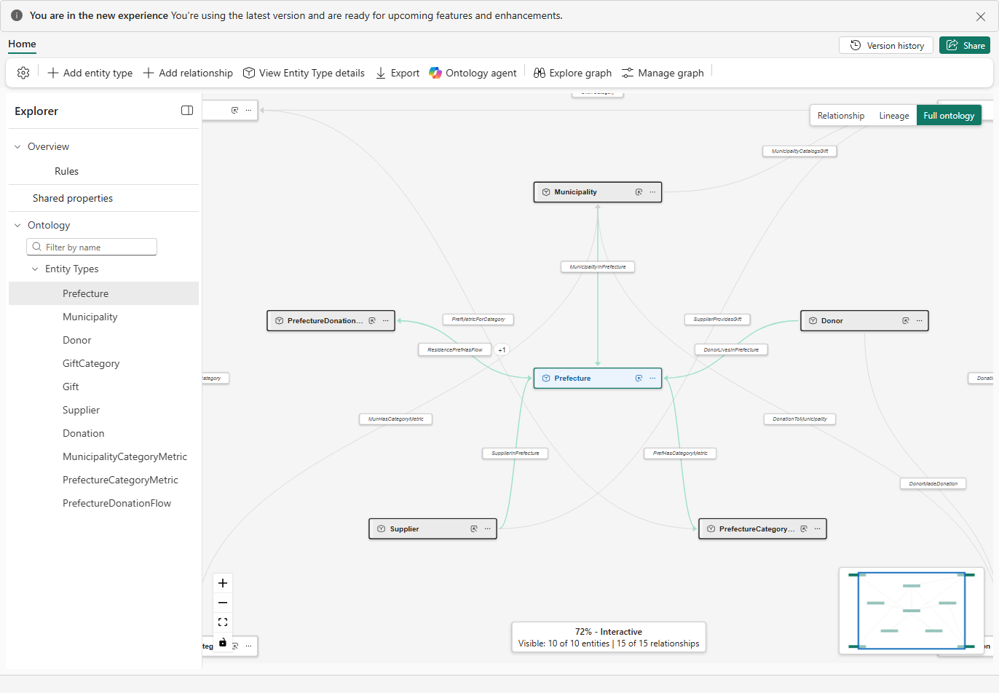 You are in the new experience You're using the latest version and are ready for upcoming features and enhancements.
Home
Version history
Share
Add entity type
Add relationship
View Entity Type details
Export
Ontology agent
Explore graph
Manage graph
Explorer
Overview
Rules
Shared properties
Ontology
Filter by name
Entity Types
Prefecture
Municipality
Donor
GiftCategory
Gift
Supplier
Donation
MunicipalityCategoryMetric
PrefectureCategoryMetric
PrefectureDonationFlow
Relationship
Lineage
Full ontology
MunicipalityCatalogsGift
Municipality
MunicipalityInPrefecture
PrefectureDonation...
PrefMetricForCategory
SupplierProvidesGift
Donor
ResidencePrefHasFlow
+1
DonorLivesInPrefecture
Prefecture
MunHasCategoryMetric
DonationToMunicipality
SupplierInPrefecture
PrefHasCategoryMetric
DonorMadeDonation
Supplier
PrefectureCategory...
72% - Interactive
Visible: 10 of 10 entities | 15 of 15 relationships